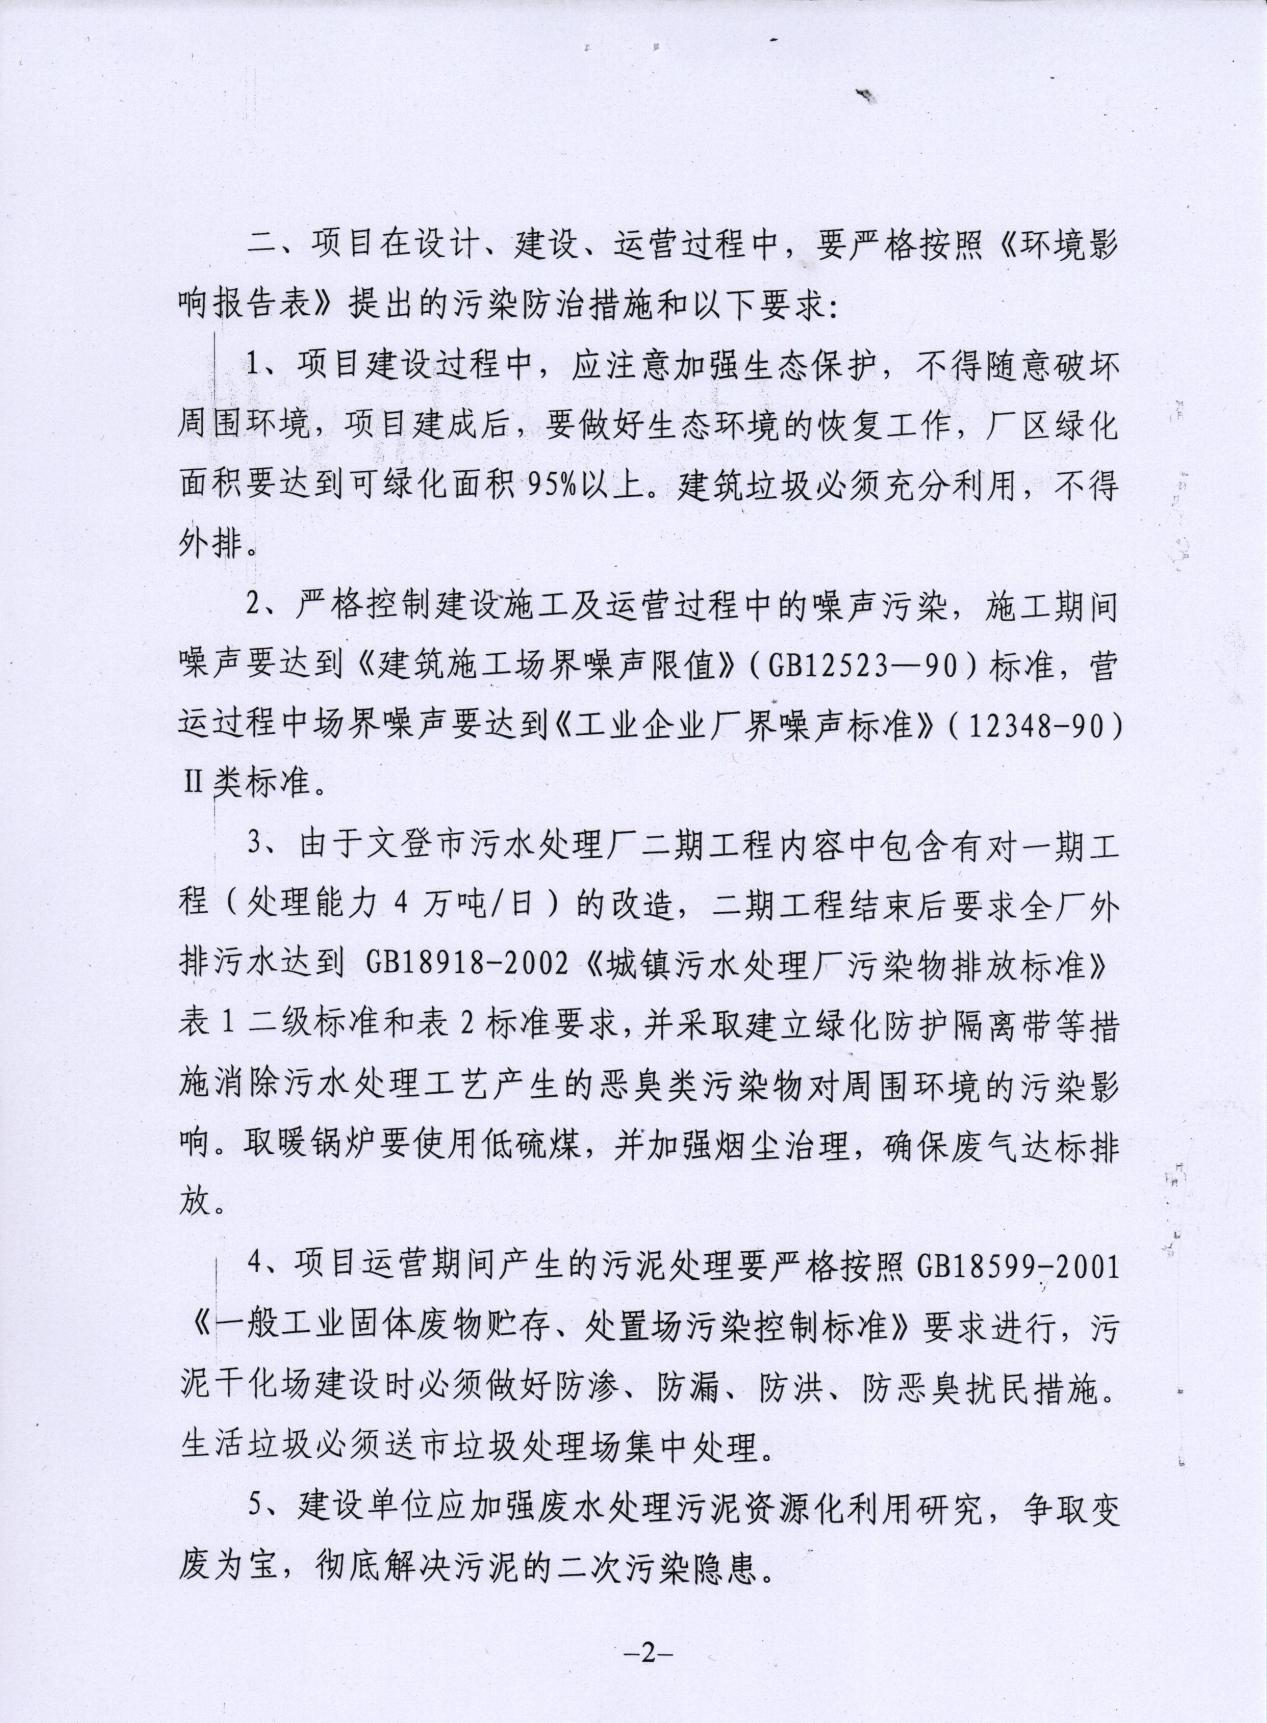 二、项目在设计、建设、运营过程中，要严格按照《环境影
响报告表》提出的污染防治措施和以下要求：
1、项目建设过程中，应注意加强生态保护，不得随意破坏
周围环境，项目建成后，要做好生态环境的恢复工作，厂区绿化
面积要达到可绿化面积95%以上。建筑垃圾必须充分利用，不得
外排。
2、严格控制建设施工及运营过程中的噪声污染，施工期间
噪声要达到《建筑施工场界噪声限值》（GB12523—90）标准，营
运过程中场界噪声要达到《工业企业厂界噪声标准》（12348-90）
Ⅱ类标准。
3、由于文登市污水处理厂二期工程内容中包含有对一期工
程（处理能力 4 万吨/日）的改造，二期工程结束后要求全厂外
排污水达到 GB18918-2002《城镇污水处理厂污染物排放标准》
表1二级标准和表2标准要求，并采取建立绿化防护隔离带等措
施消除污水处理工艺产生的恶臭类污染物对周围环境的污染影
响。取暖锅炉要使用低硫煤，并加强烟尘治理，确保废气达标排
放。
4、项目运营期间产生的污泥处理要严格按照 GB18599-2001
《一般工业固体废物贮存、处置场污染控制标准》要求进行，污
泥干化场建设时必须做好防渗、防漏、防洪、防恶臭扰民措施。
生活垃圾必须送市垃圾处理场集中处理。
5、建设单位应加强废水处理污泥资源化利用研究，争取变
废为宝，彻底解决污泥的二次污染隐患。
—2—